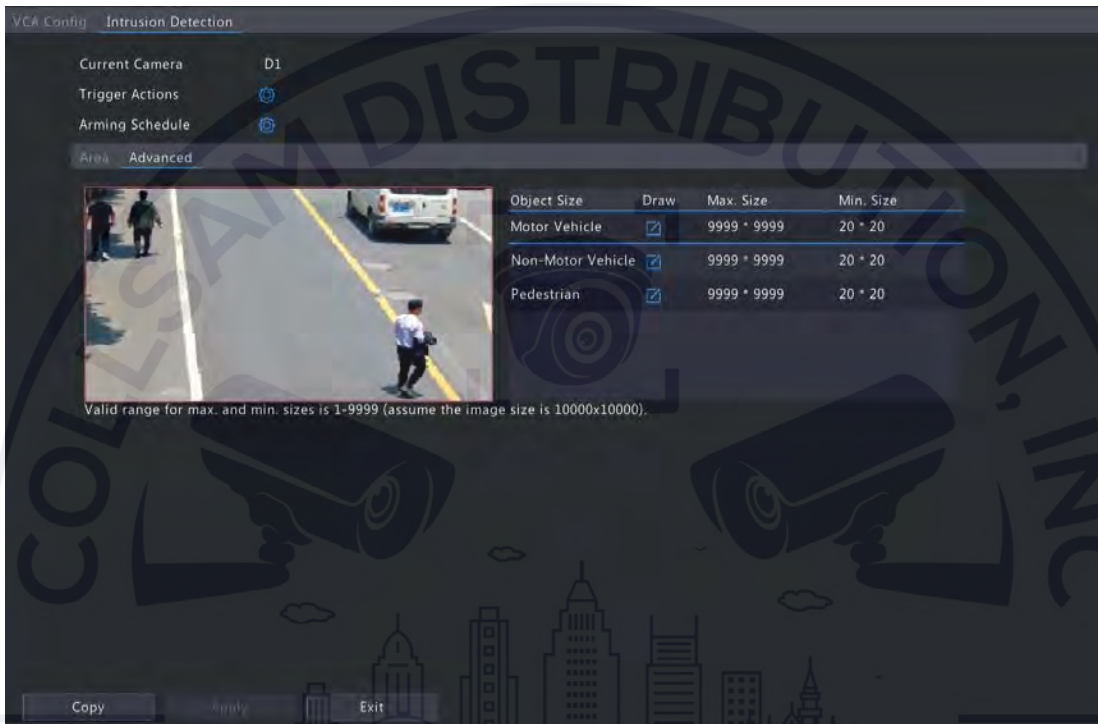 VCA Config Intrusion Detection
Current Camera D1
Trigger Actions
Arming Schedule
Area Advanced
Object Size Draw Max. Size Min. Size
Motor Vehicle 9999 * 9999 20 * 20
Non-Motor Vehicle 9999 * 9999 20 * 20
Pedestrian 9999 * 9999 20 * 20
Valid range for max. and min. sizes is 1-9999 (assume the image size is 10000x10000).
COLLSAM DISTRIBUTION, INC
Copy Apply Exit